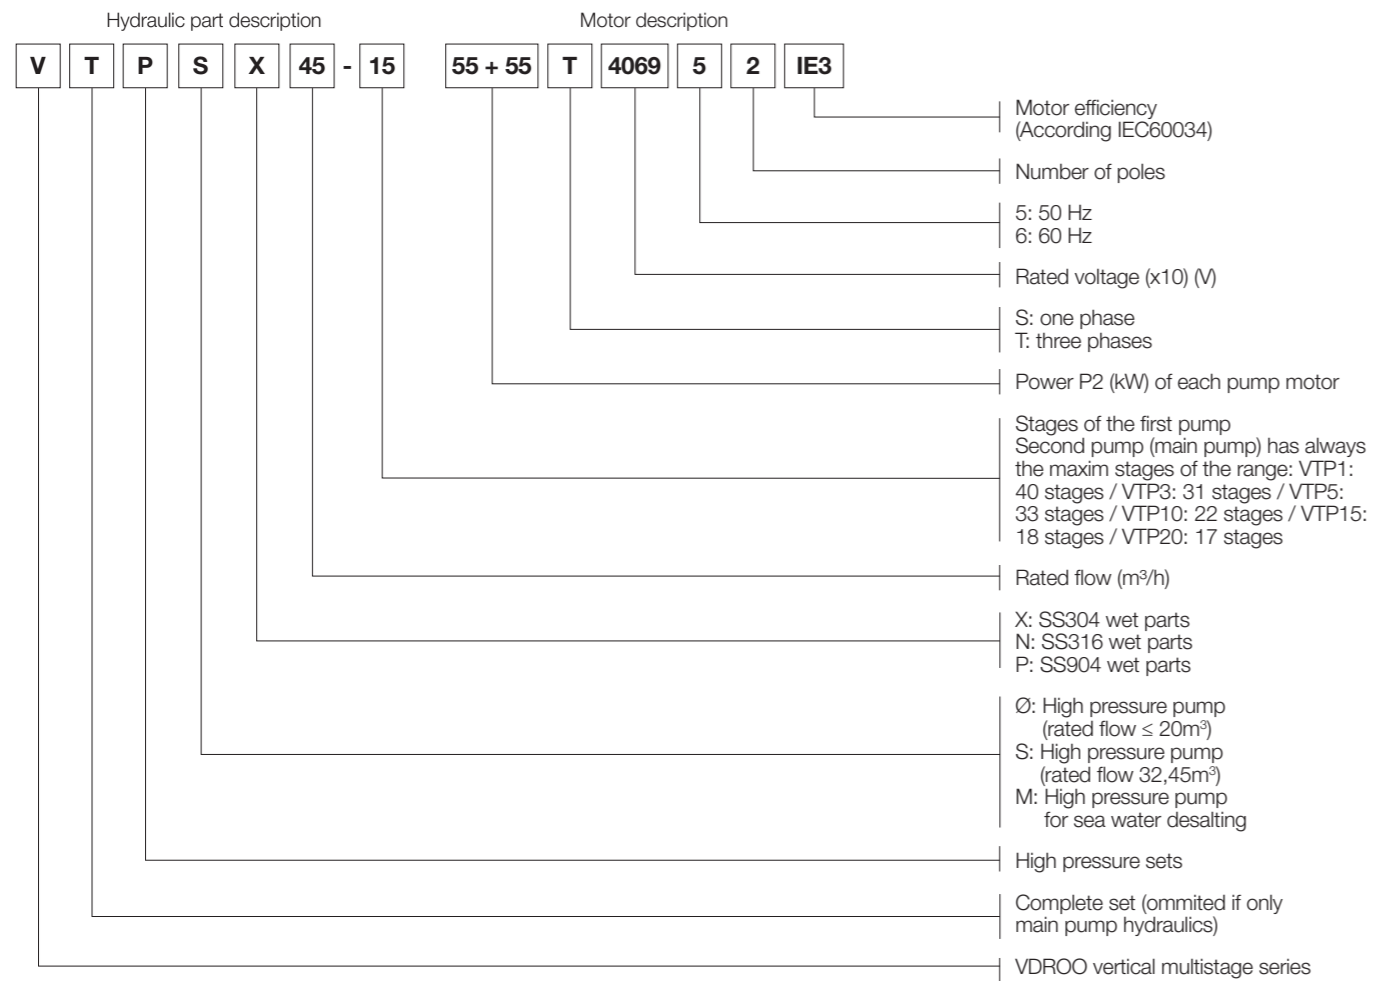 Hydraulic part description
Motor description
V T P S X 45 - 15 55 + 55 T 4069 5 2 IE3
Motor efficiency
(According IEC60034)
Number of poles
5: 50 Hz
6: 60 Hz
Rated voltage (x10) (V)
S: one phase
T: three phases
Power P2 (kW) of each pump motor
Stages of the first pump
Second pump (main pump) has always
the maxim stages of the range: VTP1:
40 stages / VTP3: 31 stages / VTP5:
33 stages / VTP10: 22 stages / VTP15:
18 stages / VTP20: 17 stages
Rated flow (m³/h)
X: SS304 wet parts
N: SS316 wet parts
P: SS904 wet parts
Ø: High pressure pump
(rated flow ≤ 20m³)
S: High pressure pump
(rated flow 32,45m³)
M: High pressure pump
for sea water desalting
High pressure sets
Complete set (ommited if only
main pump hydraulics)
VDROO vertical multistage series